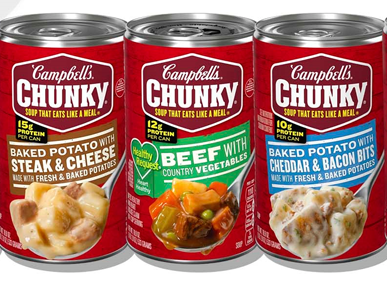 Campbell's
CHUNKY
SOUP THAT EATS LIKE A MEAL
15g
PROTEIN
PER CAN
BAKED POTATO WITH
STEAK & CHEESE
MADE WITH FRESH & BAKED POTATOES
Campbell's
CHUNKY
SOUP THAT EATS LIKE A MEAL
12g
PROTEIN
PER CAN
Healthy
Request
Heart
Healthy
BEEF WITH
COUNTRY VEGETABLES
SOUP
Campbell's
CHUNKY
SOUP THAT EATS LIKE A MEAL
10g
PROTEIN
PER CAN
BAKED POTATO WITH
CHEDDAR & BACON BITS
MADE WITH FRESH & BAKED POTATOES